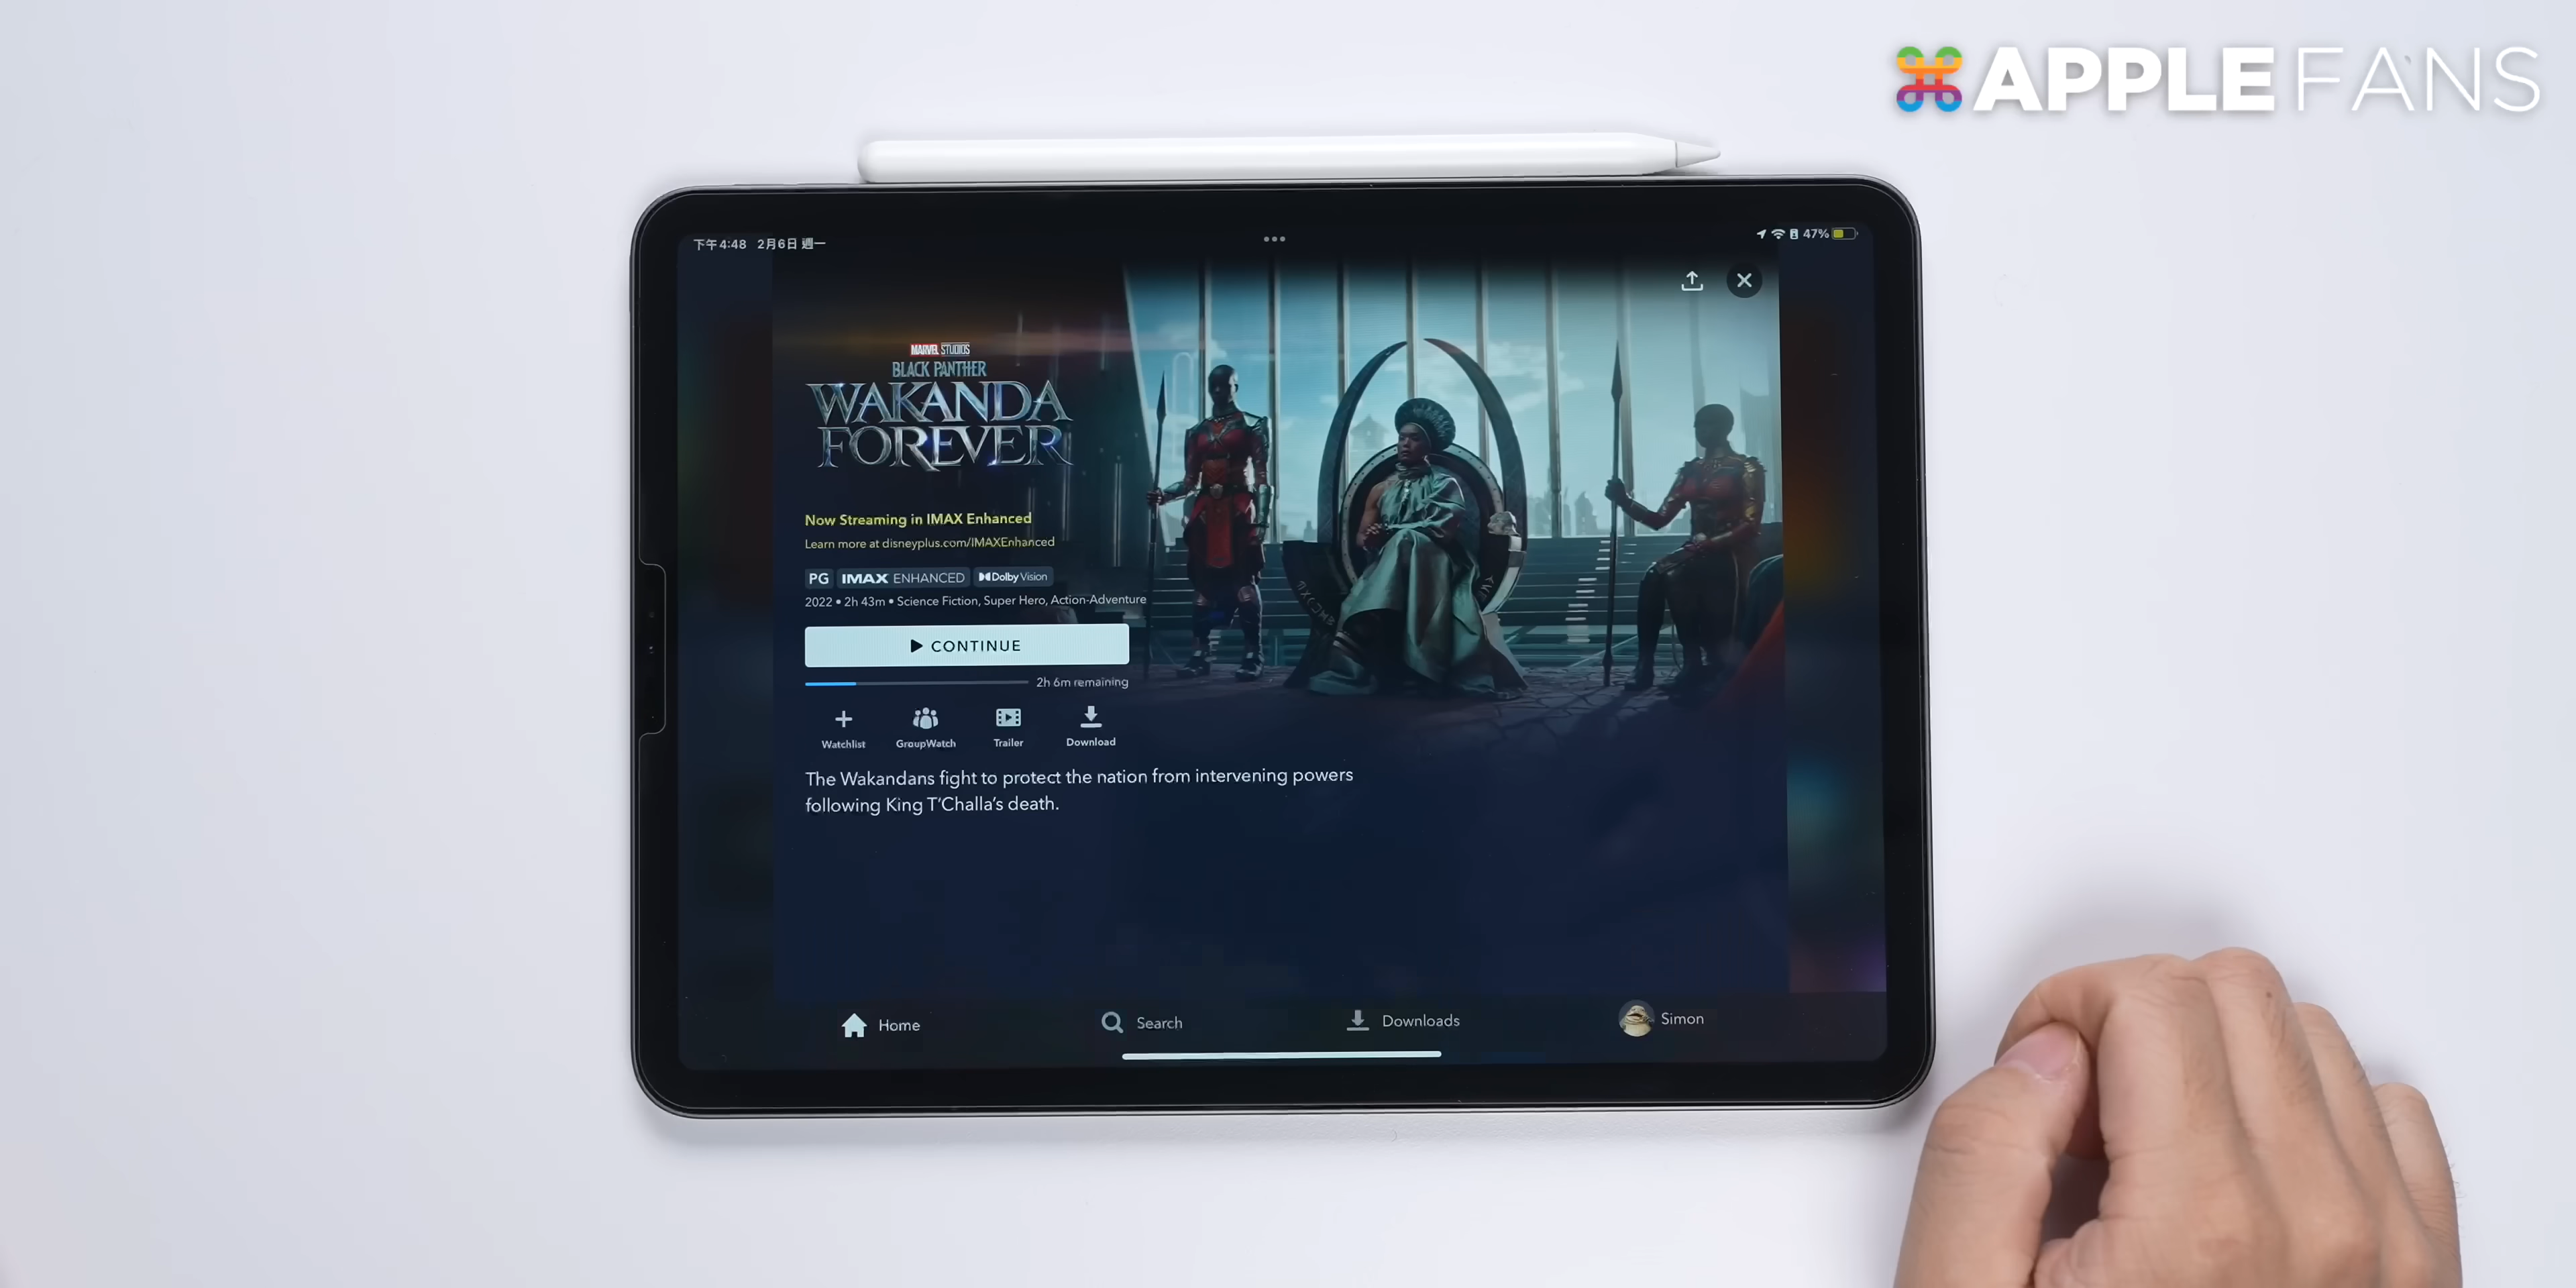 APPLE FANS
下午4:48 2月6日 週一
47%
MARVEL STUDIOS
BLACK PANTHER
WAKANDA
FOREVER
Now Streaming in IMAX Enhanced
Learn more at disneyplus.com/IMAXEnhanced
PG IMAX ENHANCED Dolby Vision
2022 • 2h 43m • Science Fiction, Super Hero, Action-Adventure
CONTINUE
2h 6m remaining
Watchlist GroupWatch Trailer Download
The Wakandans fight to protect the nation from intervening powers
following King T'Challa's death.
Home Search Downloads Simon